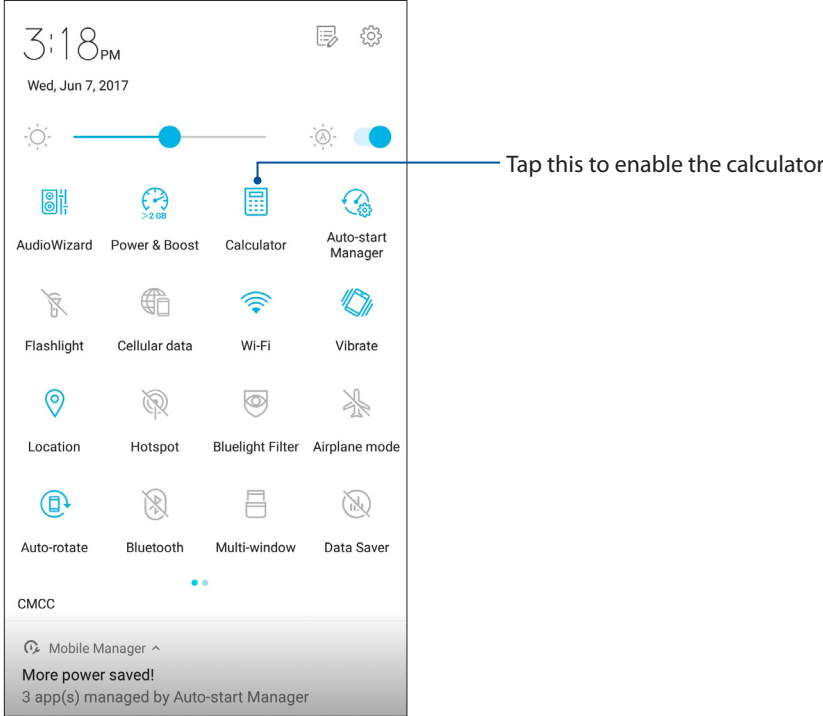 3:18PM
Wed, Jun 7, 2017
A
Tap this to enable the calculator
>2 GB
AudioWizard Power & Boost Calculator Auto-start
Manager
Flashlight Cellular data Wi-Fi Vibrate
Location Hotspot Bluelight Filter Airplane mode
Auto-rotate Bluetooth Multi-window Data Saver
CMCC
Mobile Manager
More power saved!
3 app(s) managed by Auto-start Manager